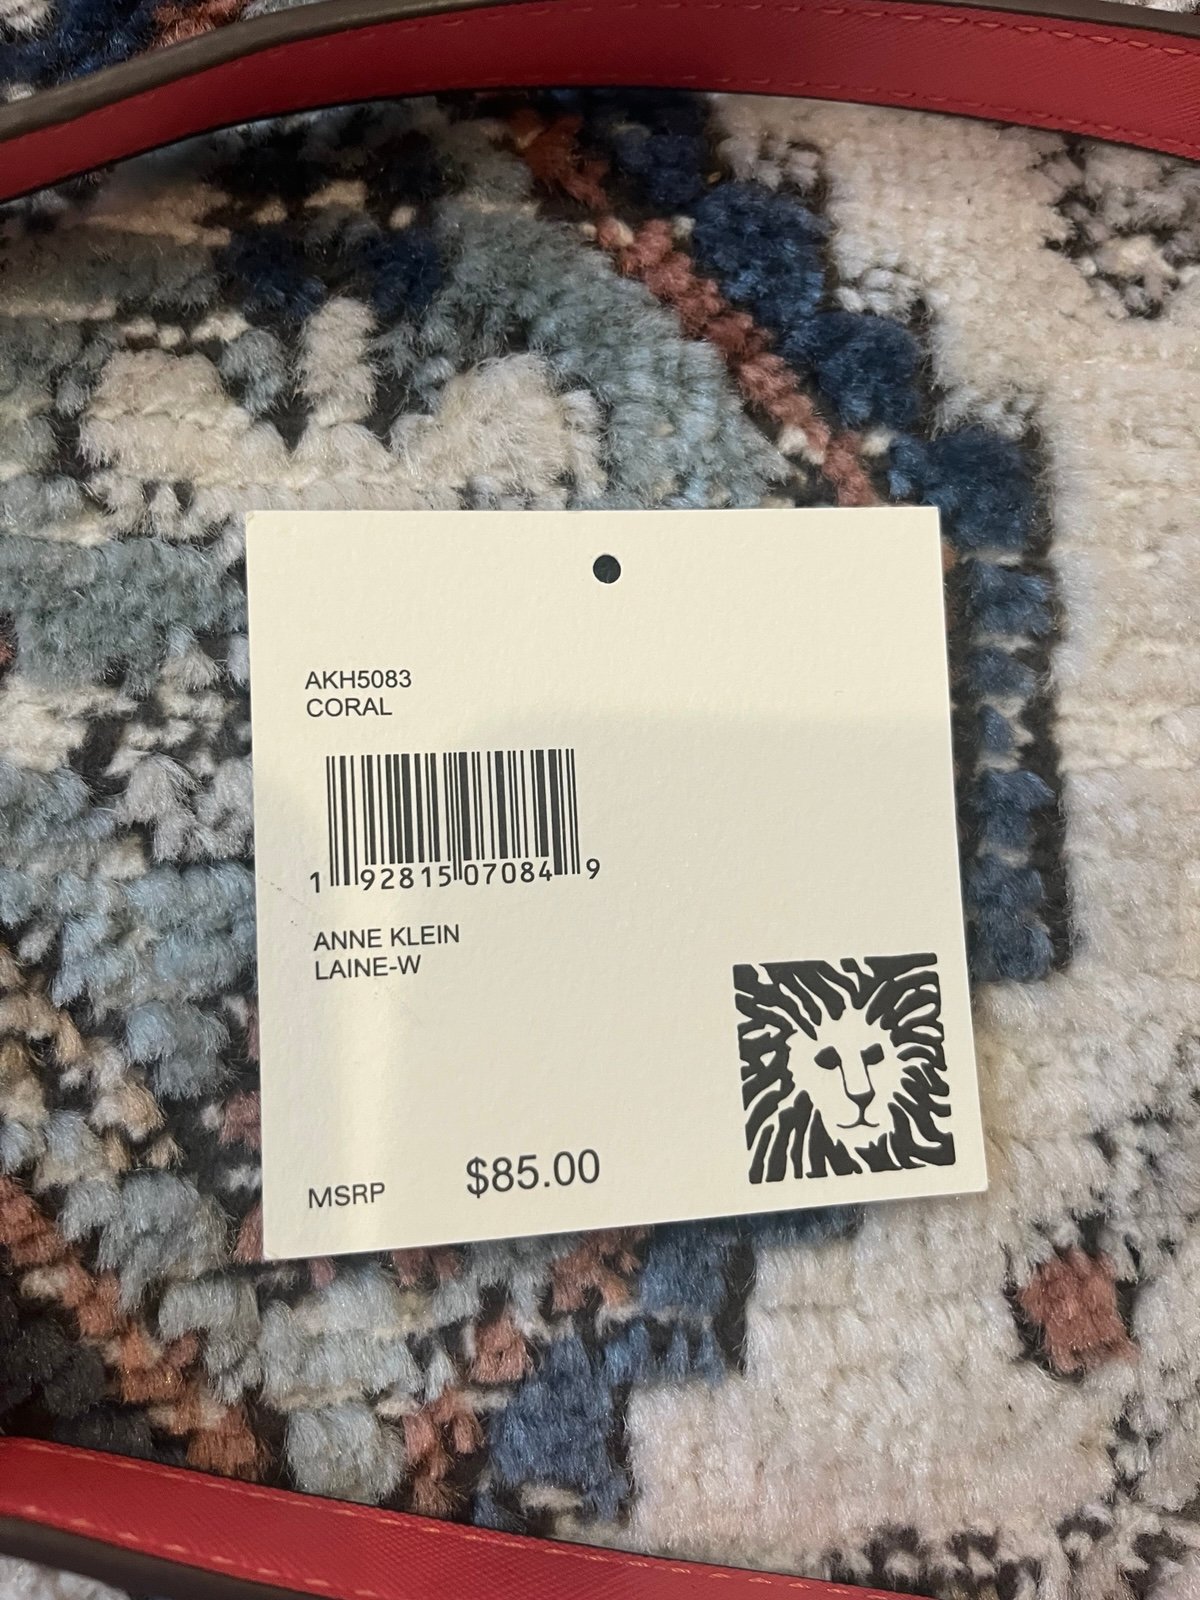 AKH5083
CORAL
1 92815 07084 9
ANNE KLEIN
LAINE-W
MSRP $85.00